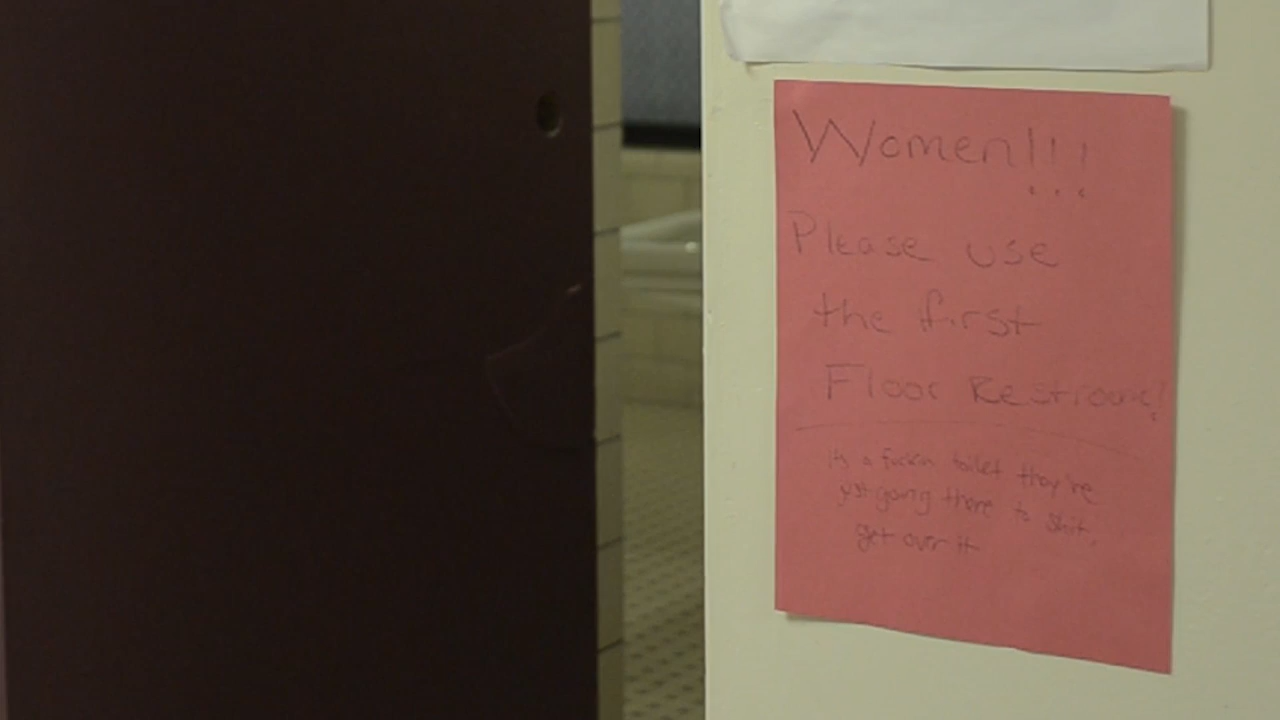 Women!!!
Please use
the first
Floor Restroom!
It's a fuckin toilet they're
just going there to shit,
get over it